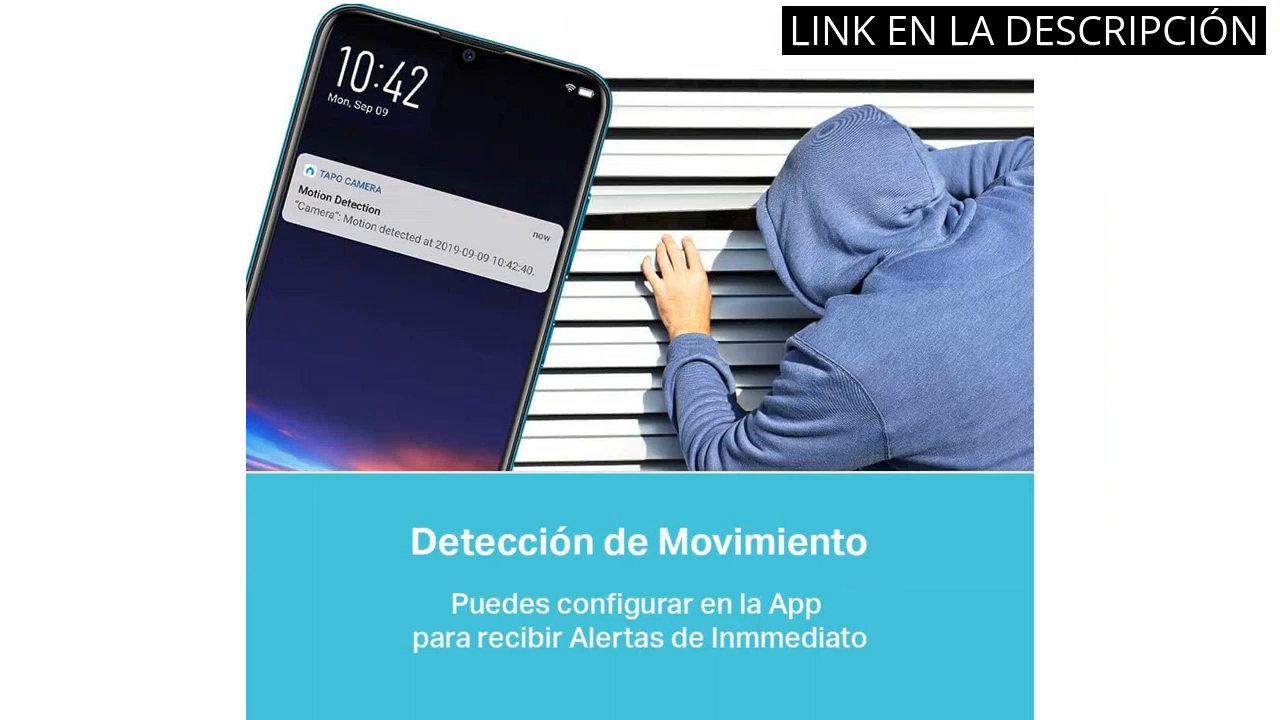 LINK EN LA DESCRIPCIÓN
10:42
Mon, Sep 09
TAPO CAMERA
now
Motion Detection
"Camera": Motion detected at 2019-09-09 10:42:40.
Detección de Movimiento
Puedes configurar en la App
para recibir Alertas de Inmmediato